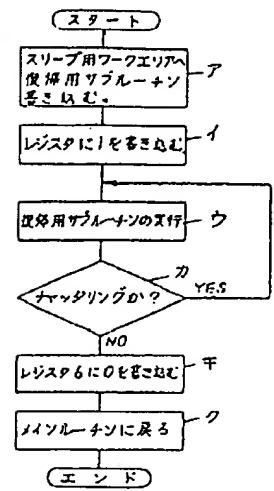 スタート
スリープ用ワークエリアへ
復帰用サブルーチン
書き込む。
ア
レジスタに1を書き込む
イ
復帰用サブルーチンの実行
ウ
チャッタリングか?
カ
YES
NO
レジスタ6に0を書き込む
キ
メインルーチンに戻る
ク
エンド